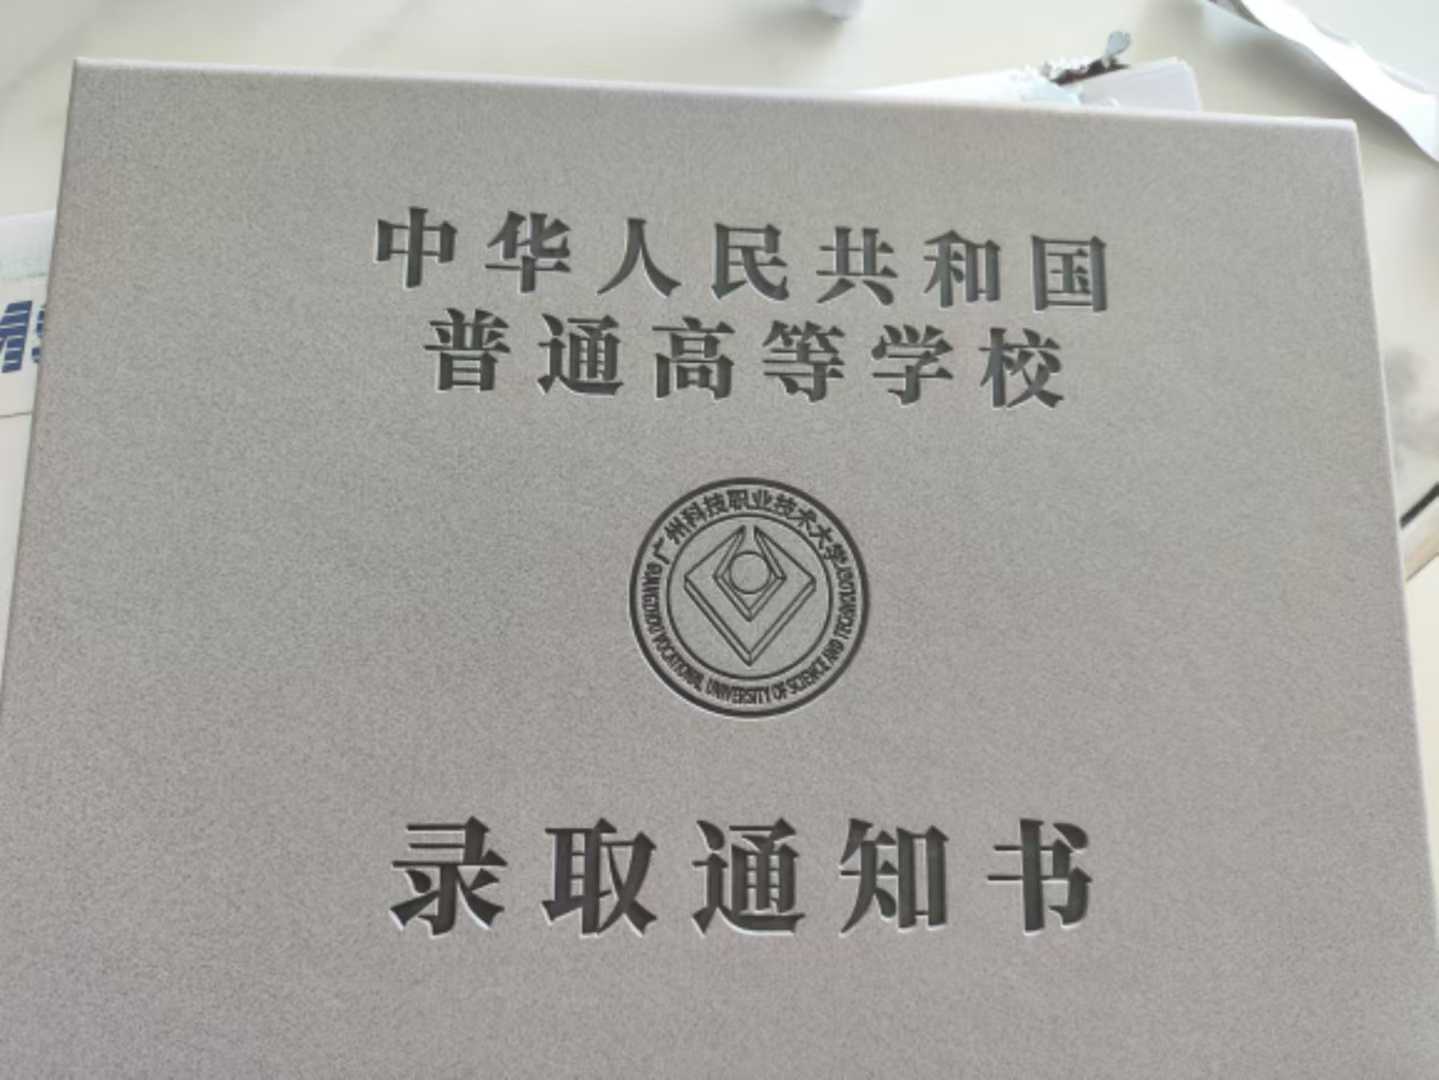 中华人民共和国
普通高等学校
广州科技职业技术大学
GUANGZHOU VOCATIONAL UNIVERSITY OF SCIENCE AND TECHNOLOGY
录取通知书